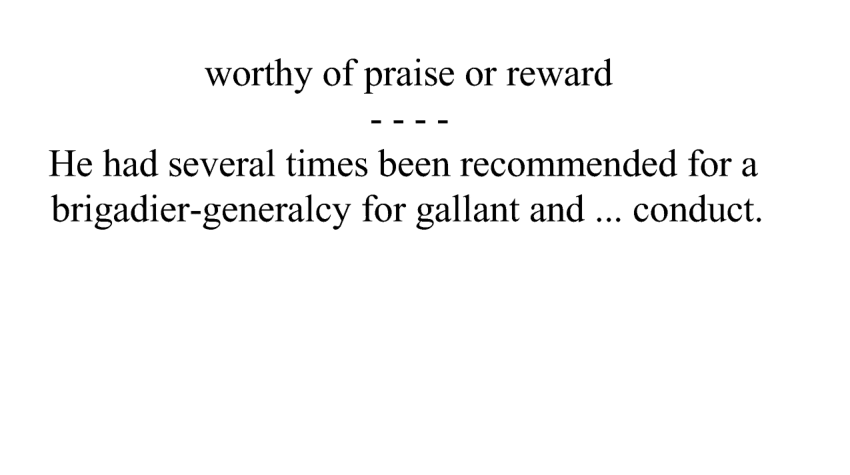 worthy of praise or reward
- - - -
He had several times been recommended for a
brigadier-generalcy for gallant and ... conduct.